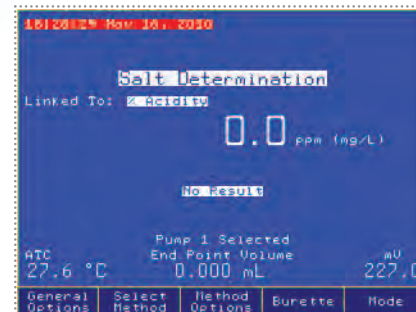 16:28:29 Nov 16, 2010
Salt Determination
Linked To: % Acidity
0.0 ppm (mg/L)
No Result
Pump 1 Selected
ATC End Point Volume mV
27.6 °C 0.000 mL 227.0
General Options Select Method Method Options Burette Mode